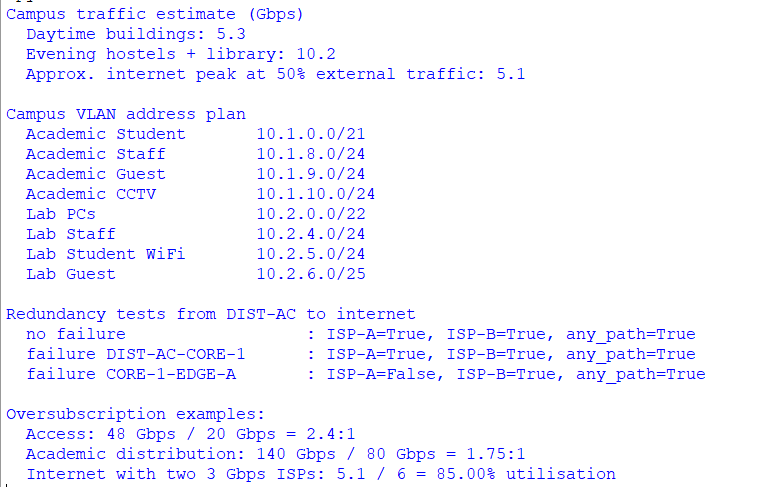 Campus traffic estimate (Gbps)
Daytime buildings: 5.3
Evening hostels + library: 10.2
Approx. internet peak at 50% external traffic: 5.1
Campus VLAN address plan
Academic Student 10.1.0.0/21
Academic Staff 10.1.8.0/24
Academic Guest 10.1.9.0/24
Academic CCTV 10.1.10.0/24
Lab PCs 10.2.0.0/22
Lab Staff 10.2.4.0/24
Lab Student WiFi 10.2.5.0/24
Lab Guest 10.2.6.0/25
Redundancy tests from DIST-AC to internet
no failure : ISP-A=True, ISP-B=True, any_path=True
failure DIST-AC-CORE-1 : ISP-A=True, ISP-B=True, any_path=True
failure CORE-1-EDGE-A : ISP-A=False, ISP-B=True, any_path=True
Oversubscription examples:
Access: 48 Gbps / 20 Gbps = 2.4:1
Academic distribution: 140 Gbps / 80 Gbps = 1.75:1
Internet with two 3 Gbps ISPs: 5.1 / 6 = 85.00% utilisation